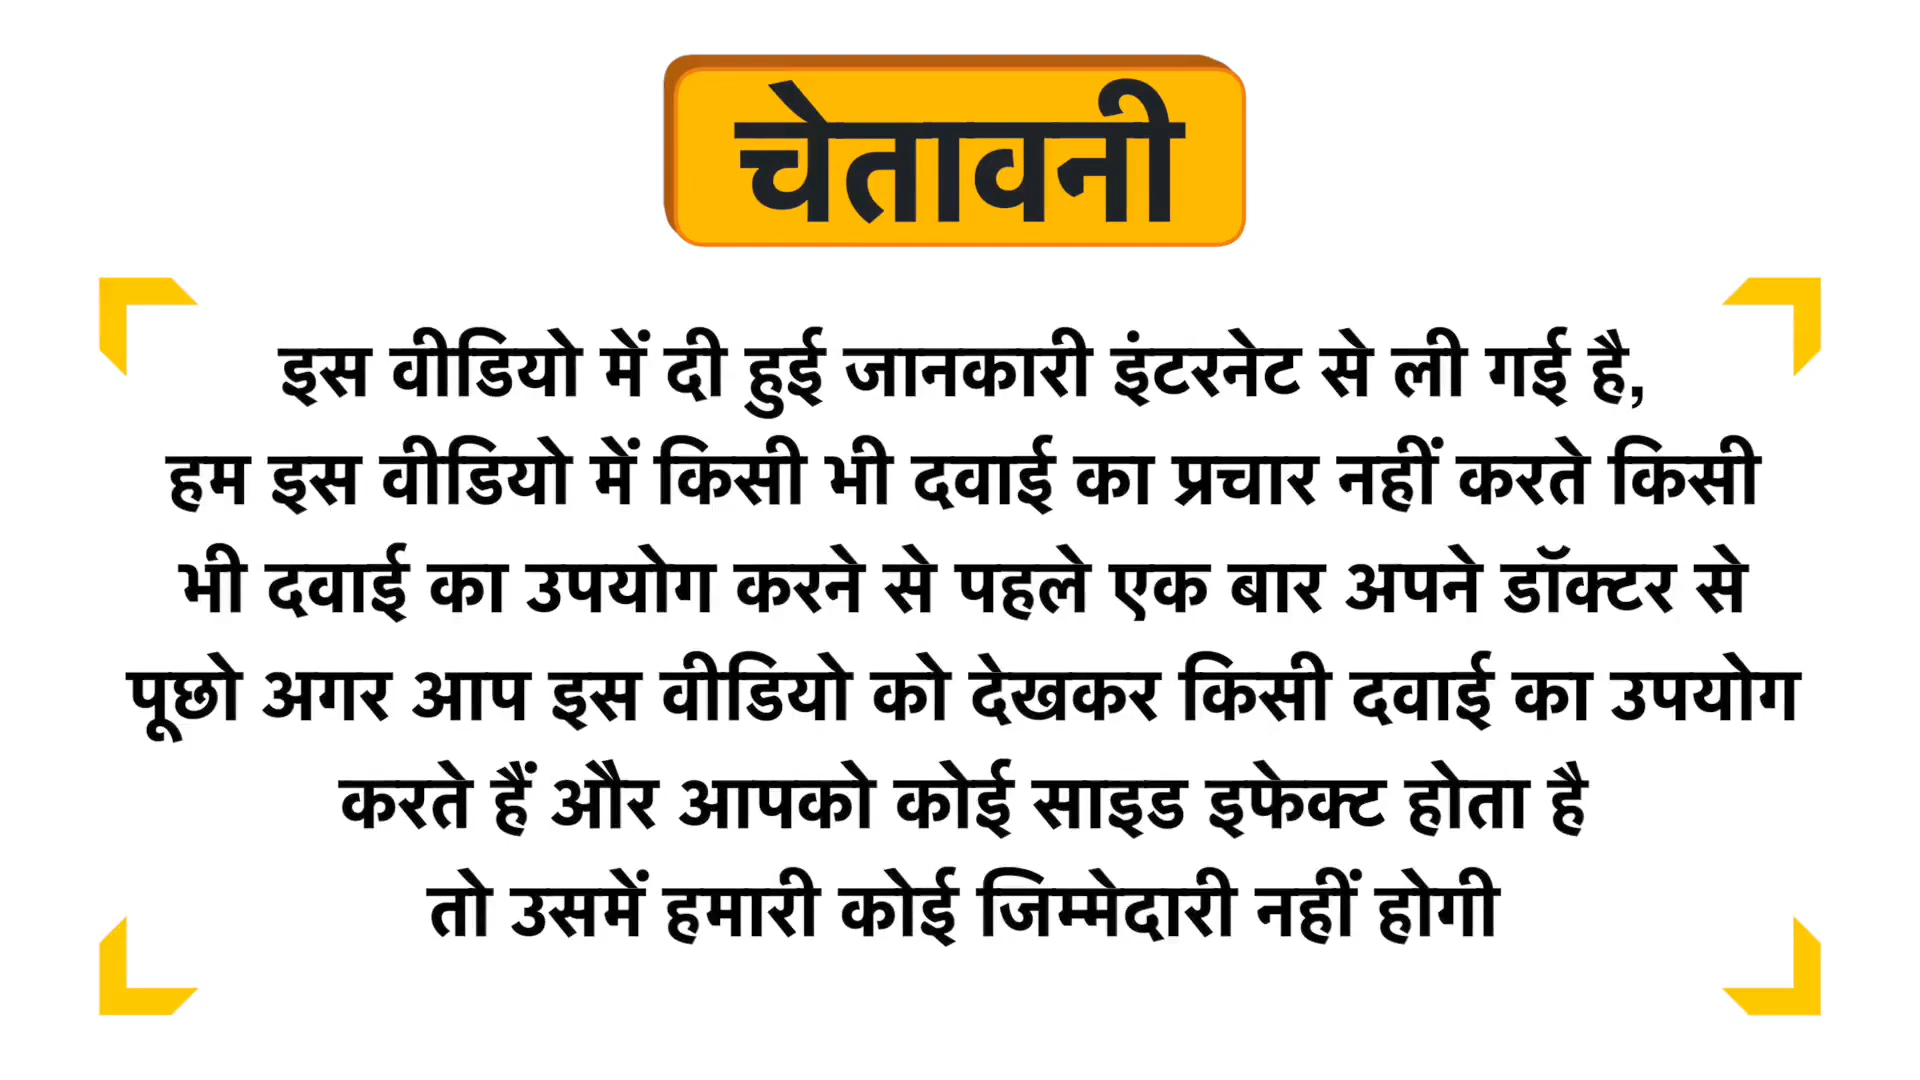 चेतावनी
इस वीडियो में दी हुई जानकारी इंटरनेट से ली गई है,
हम इस वीडियो में किसी भी दवाई का प्रचार नहीं करते किसी
भी दवाई का उपयोग करने से पहले एक बार अपने डॉक्टर से
पूछो अगर आप इस वीडियो को देखकर किसी दवाई का उपयोग
करते हैं और आपको कोई साइड इफेक्ट होता है
तो उसमें हमारी कोई जिम्मेदारी नहीं होगी